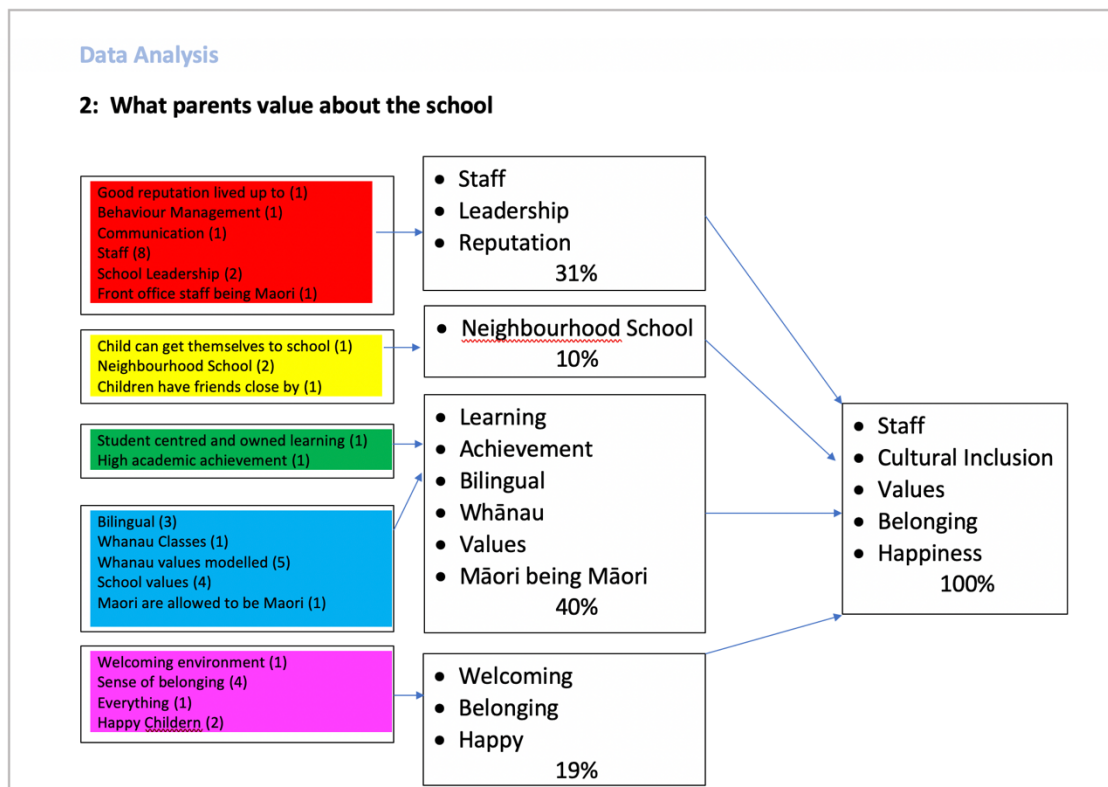 Data Analysis
2: What parents value about the school
Good reputation lived up to (1)
Behaviour Management (1)
Communication (1)
Staff (8)
School Leadership (2)
Front office staff being Maori (1)
• Staff
• Leadership
• Reputation
31%
Child can get themselves to school (1)
Neighbourhood School (2)
Children have friends close by (1)
• Neighbourhood School
10%
Student centred and owned learning (1)
High academic achievement (1)
Bilingual (3)
Whanau Classes (1)
Whanau values modelled (5)
School values (4)
Maori are allowed to be Maori (1)
• Learning
• Achievement
• Bilingual
• Whānau
• Values
• Māori being Māori
40%
Welcoming environment (1)
Sense of belonging (4)
Everything (1)
Happy Childern (2)
• Welcoming
• Belonging
• Happy
19%
• Staff
• Cultural Inclusion
• Values
• Belonging
• Happiness
100%